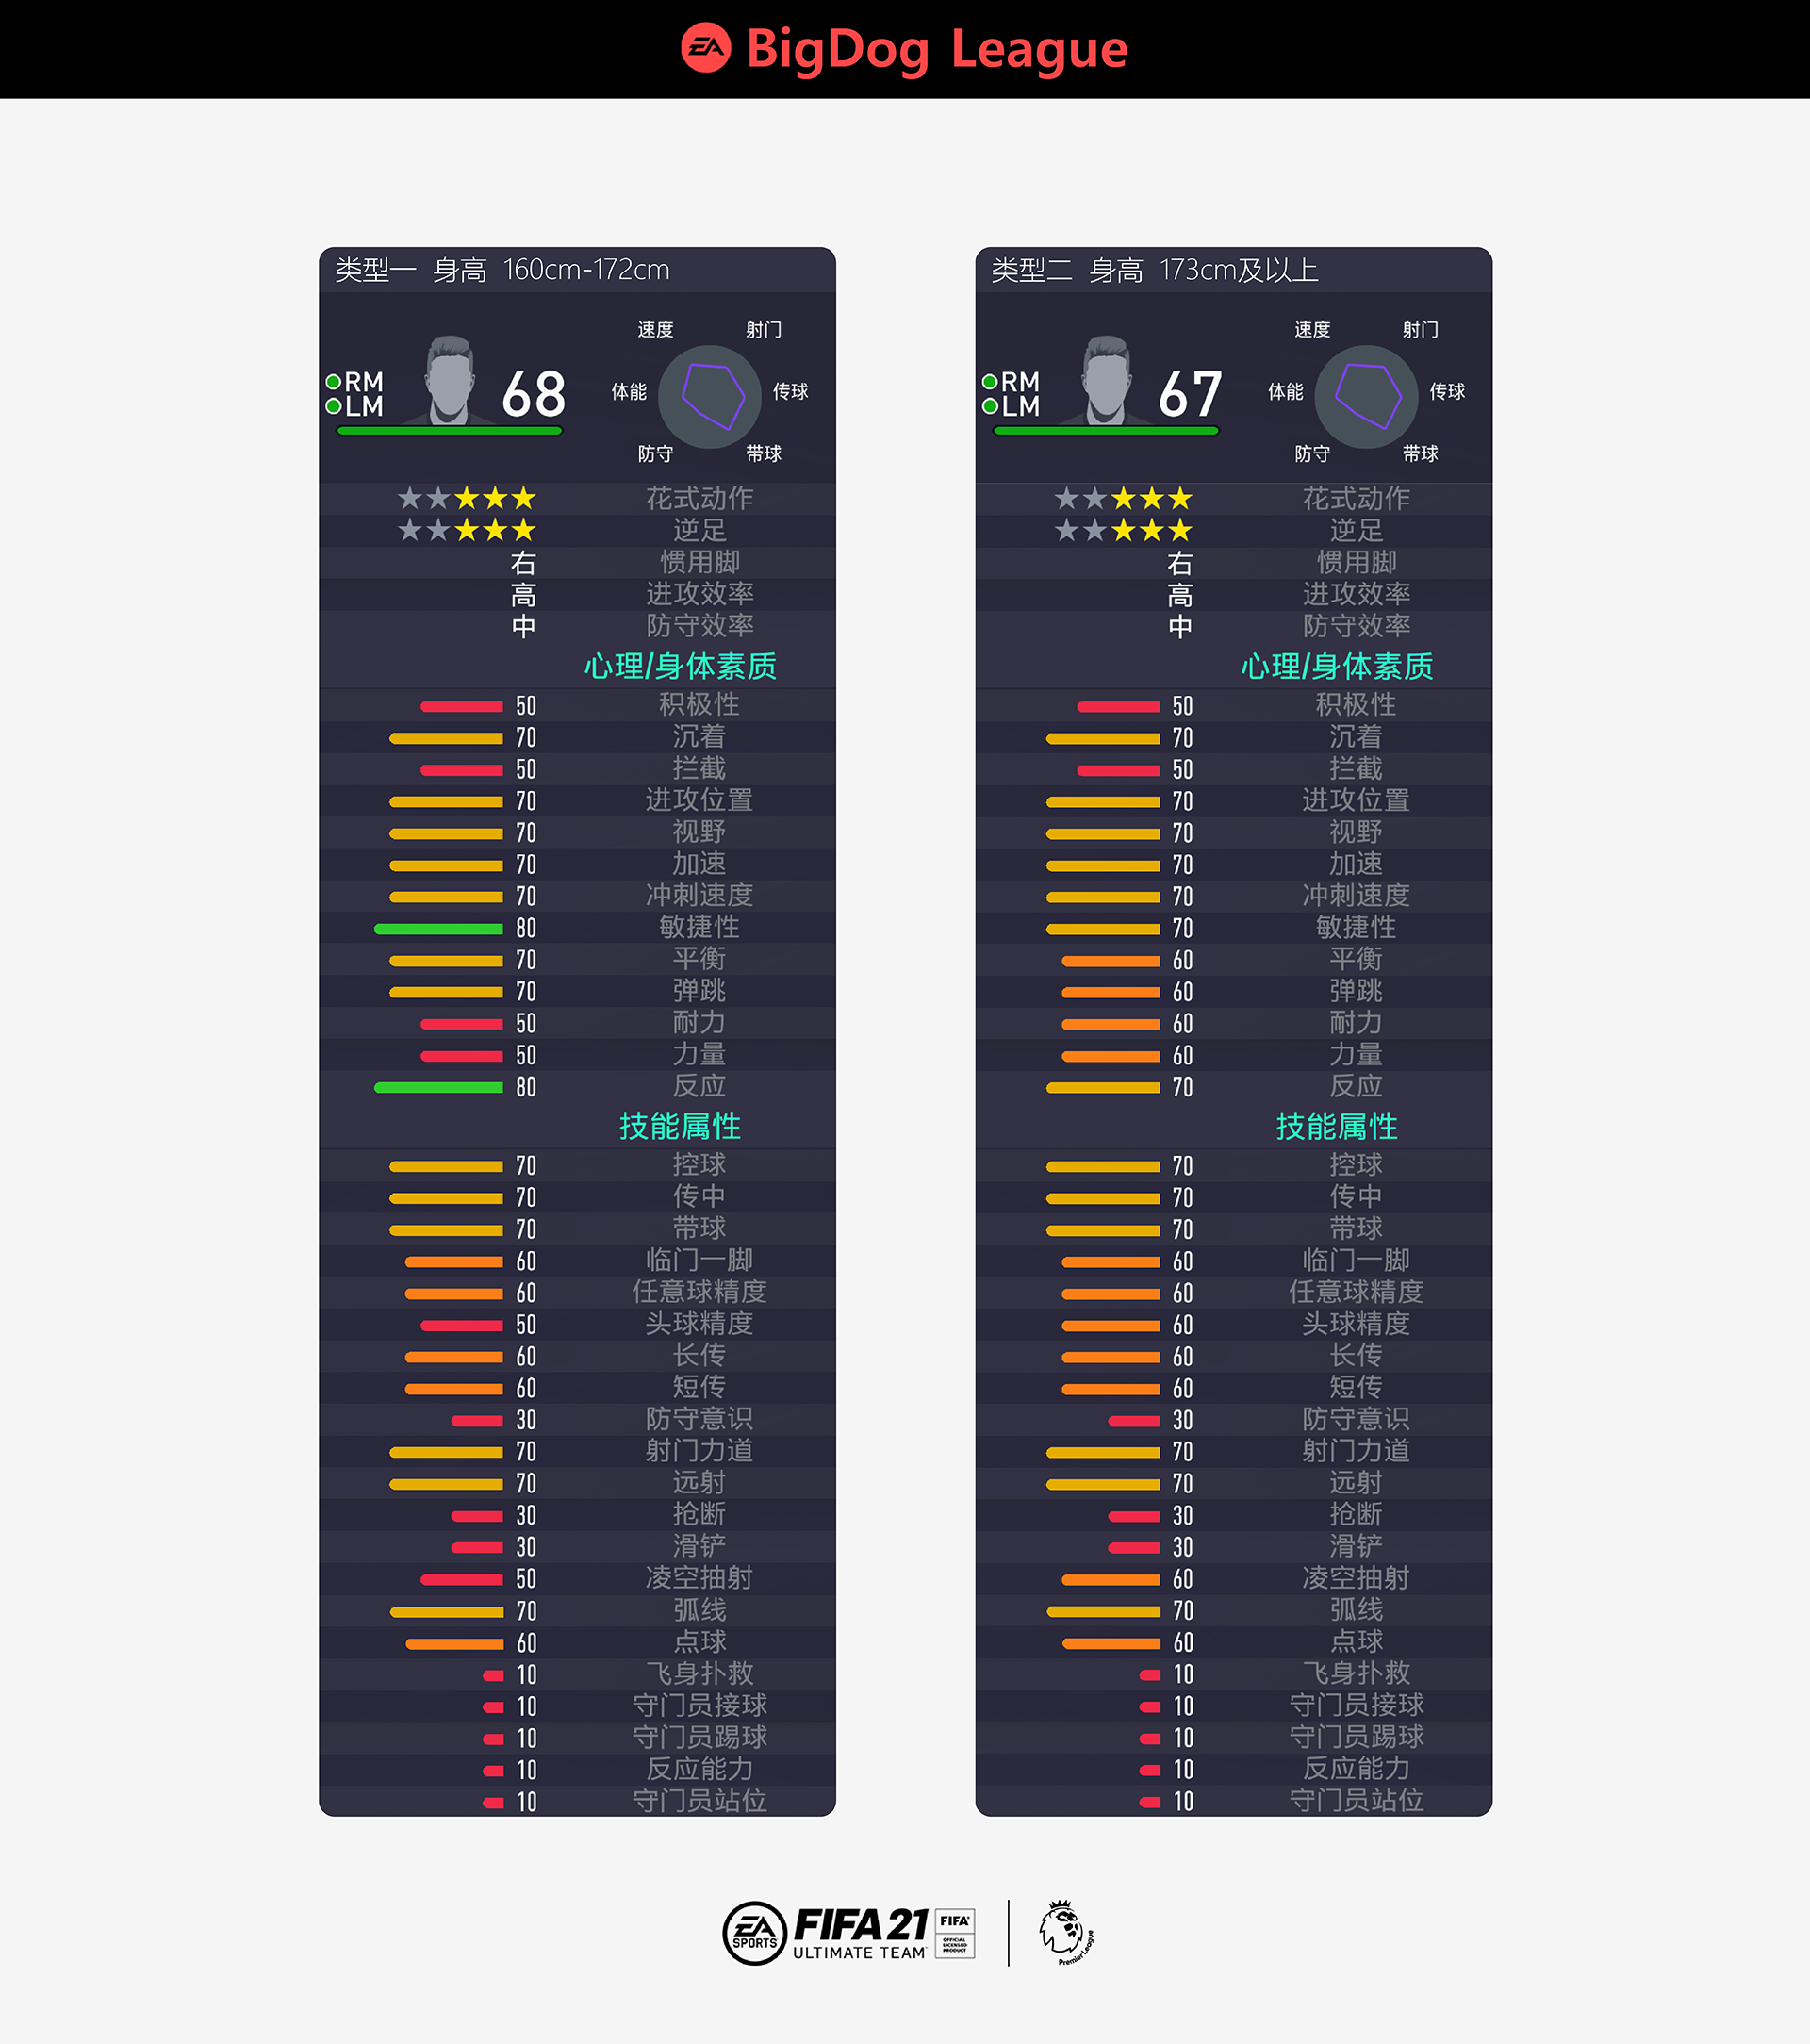 EA BigDog League
类型一 身高 160cm-172cm
RM
LM
68
速度 射门
体能 传球
防守 带球
花式动作
逆足
右 惯用脚
高 进攻效率
中 防守效率
心理/身体素质
50 积极性
70 沉着
50 拦截
70 进攻位置
70 视野
70 加速
70 冲刺速度
80 敏捷性
70 平衡
70 弹跳
50 耐力
50 力量
80 反应
技能属性
70 控球
70 传中
70 带球
60 临门一脚
60 任意球精度
50 头球精度
60 长传
60 短传
30 防守意识
70 射门力道
70 远射
30 抢断
30 滑铲
50 凌空抽射
70 弧线
60 点球
10 飞身扑救
10 守门员接球
10 守门员踢球
10 反应能力
10 守门员站位
类型二 身高 173cm及以上
RM
LM
67
速度 射门
体能 传球
防守 带球
花式动作
逆足
右 惯用脚
高 进攻效率
中 防守效率
心理/身体素质
50 积极性
70 沉着
50 拦截
70 进攻位置
70 视野
70 加速
70 冲刺速度
70 敏捷性
60 平衡
60 弹跳
60 耐力
60 力量
70 反应
技能属性
70 控球
70 传中
70 带球
60 临门一脚
60 任意球精度
60 头球精度
60 长传
60 短传
30 防守意识
70 射门力道
70 远射
30 抢断
30 滑铲
60 凌空抽射
70 弧线
60 点球
10 飞身扑救
10 守门员接球
10 守门员踢球
10 反应能力
10 守门员站位
EA SPORTS
FIFA 21
ULTIMATE TEAM
FIFA
OFFICIAL
LICENSED
PRODUCT
Premier League